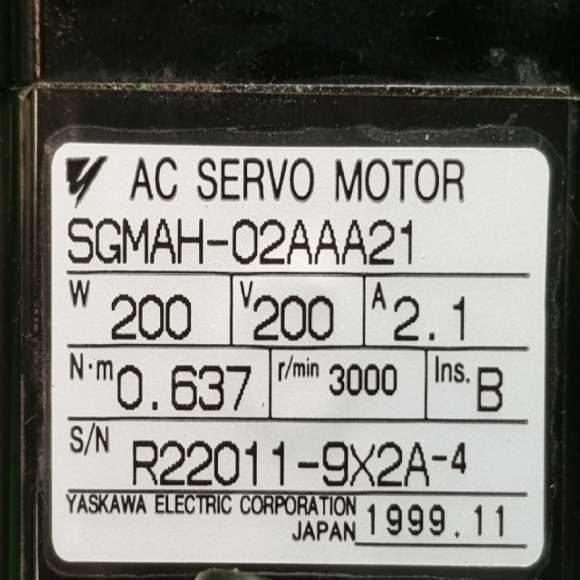 AC SERVO MOTOR
SGMAH-02AAA21
W 200 V 200 A 2.1
N·m 0.637 r/min 3000 Ins. B
S/N R22011-9X2A-4
YASKAWA ELECTRIC CORPORATION
JAPAN 1999.11